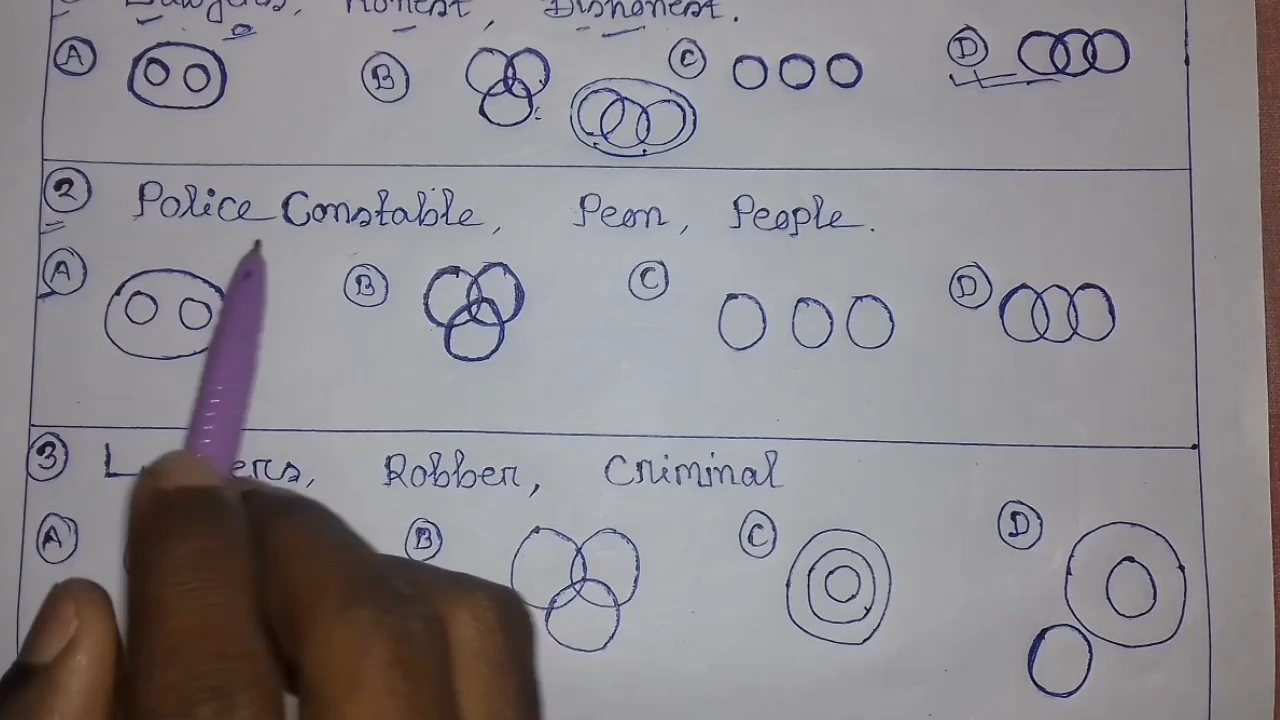 Honest, Dishonest.
A B C D
2 Police Constable, Peon, People.
A B C D
3 Robber, Criminal
A B C D